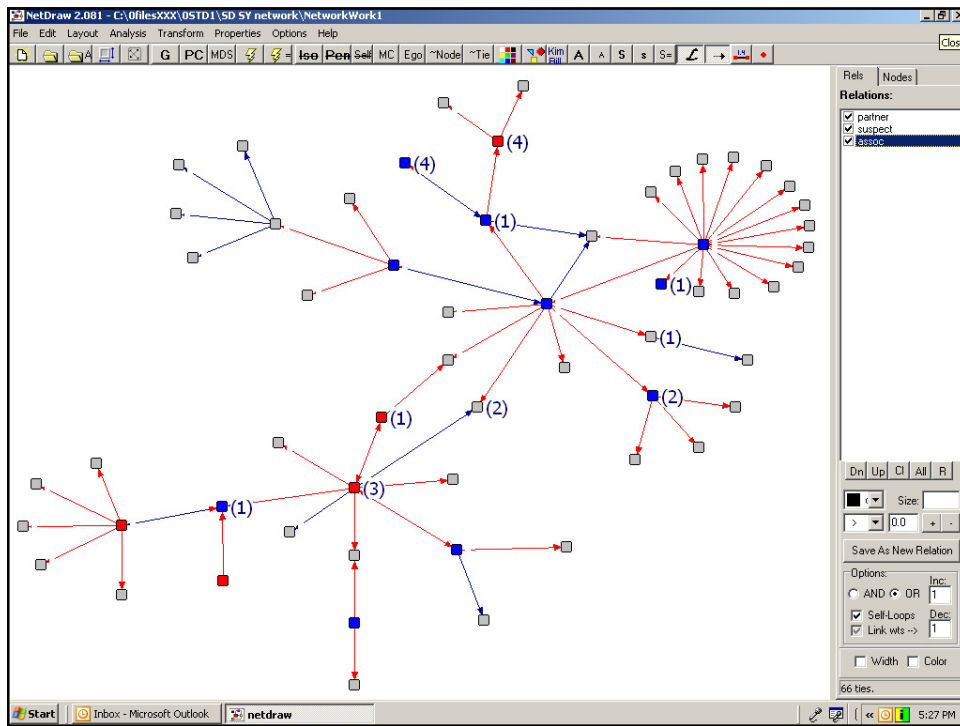 NetDraw 2.081 - C:\0filesXXX\0STD1\SD SY network\NetworkWork1
File Edit Layout Analysis Transform Properties Options Help
Clos
G PC MDS = Iso Pen Self MC Ego ~Node ~Tie Kim Bill A A S s S= L
Rels Nodes
Relations:
partner
suspect
assoc
(4)
(4)
(1)
(1)
(1)
(2)
(2)
(1)
(3)
(1)
Dn Up Cl All R
Size:
> 0.0 + -
Save As New Relation
Options:
Inc:
AND OR 1
Self-Loops Dec:
Link wts --> 1
Width Color
66 ties.
Start Inbox - Microsoft Outlook netdraw 5:27 PM